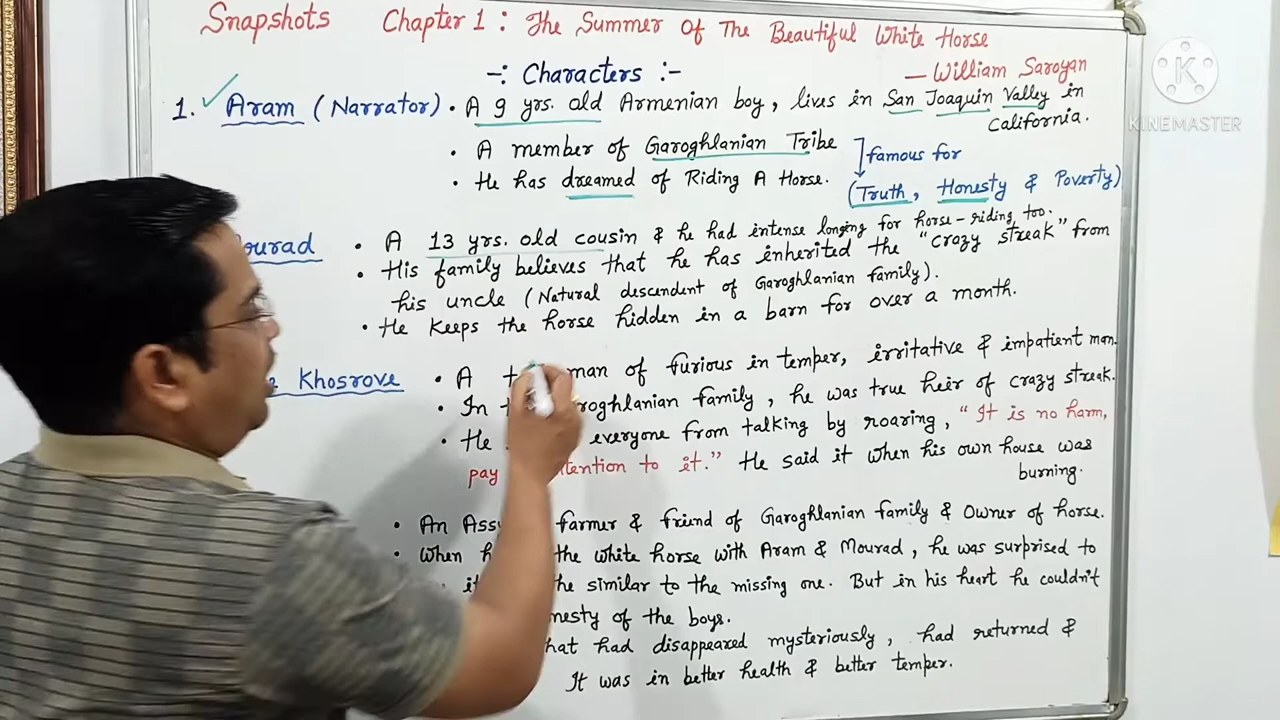 Snapshots Chapter 1 : The Summer Of The Beautiful White Horse
— William Saroyan
-: Characters :-
1. Aram (Narrator) • A 9 yrs. old Armenian boy, lives in San Joaquin Valley in
California.
• A member of Garoghlanian Tribe
famous for
• He has dreamed of Riding A Horse.
(Truth, Honesty & Poverty)
• A 13 yrs. old cousin & he had intense longing for horse-riding too.
• His family believes that he has inherited the "crazy streak" from
his uncle (Natural descendent of Garoghlanian family).
• He keeps the horse hidden in a barn for over a month.
Khosrove • A man of furious in temper, irritative & impatient man.
• In family, he was true heir of crazy streak.
• He everyone from talking by roaring, "It is no harm,
pay to it." He said it when his own house was
burning.
• An farmer & friend of Garoghlanian family & Owner of horse.
• When the white horse with Aram & Mourad, he was surprised to
similar to the missing one. But in his heart he couldn't
of the boys.
had disappeared mysteriously, had returned &
It was in better health & better temper.
K
KINEMASTER